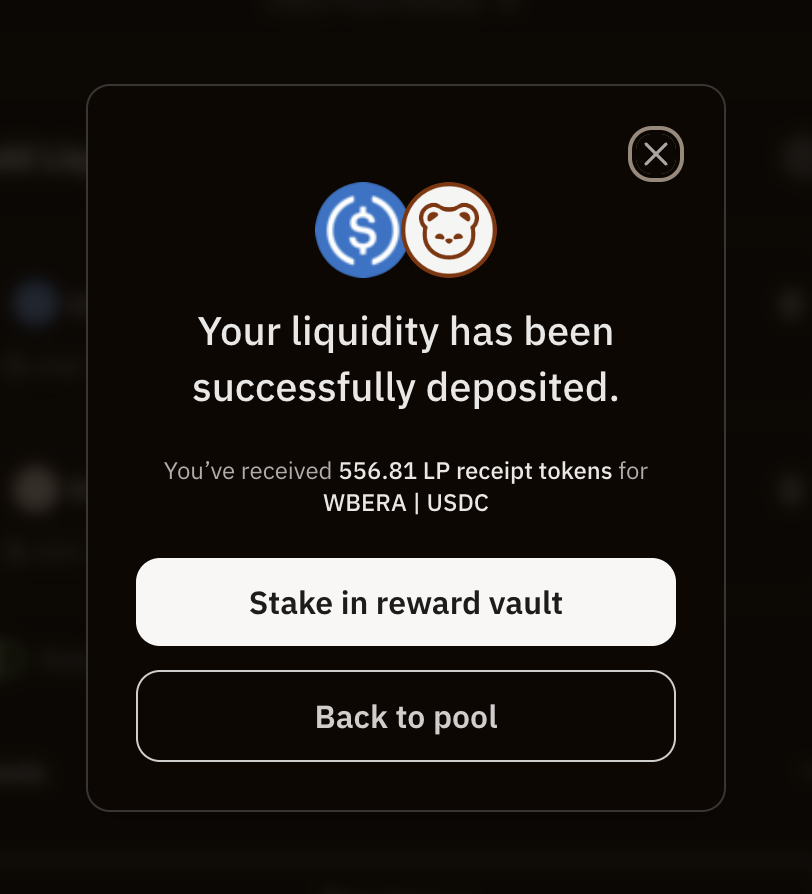 Your liquidity has been
successfully deposited.
You’ve received 556.81 LP receipt tokens for
WBERA | USDC
Stake in reward vault
Back to pool